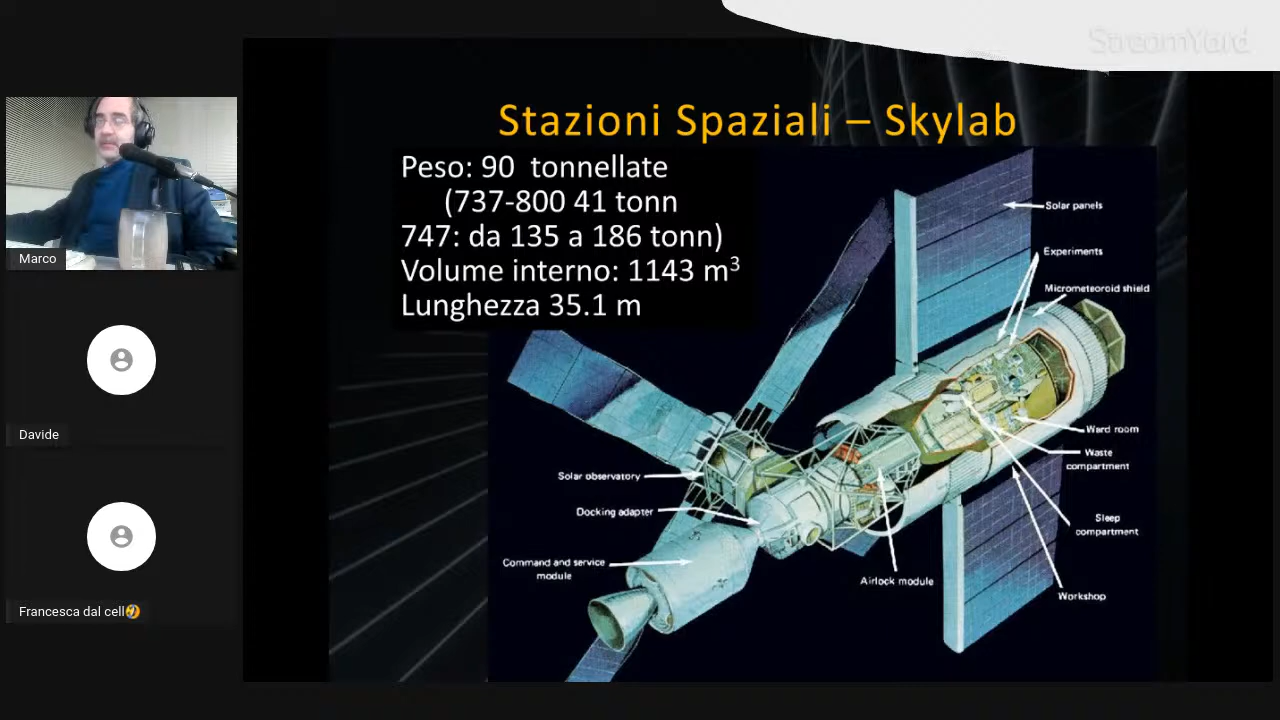 StreamYard
Stazioni Spaziali – Skylab
Peso: 90 tonnellate
(737-800 41 tonn
747: da 135 a 186 tonn)
Volume interno: 1143 m³
Lunghezza 35.1 m
Solar panels
Experiments
Micrometeoroid shield
Ward room
Waste
compartment
Sleep
compartment
Workshop
Airlock module
Solar observatory
Docking adapter
Command and service
module
Marco
Davide
Francesca dal cell🤣